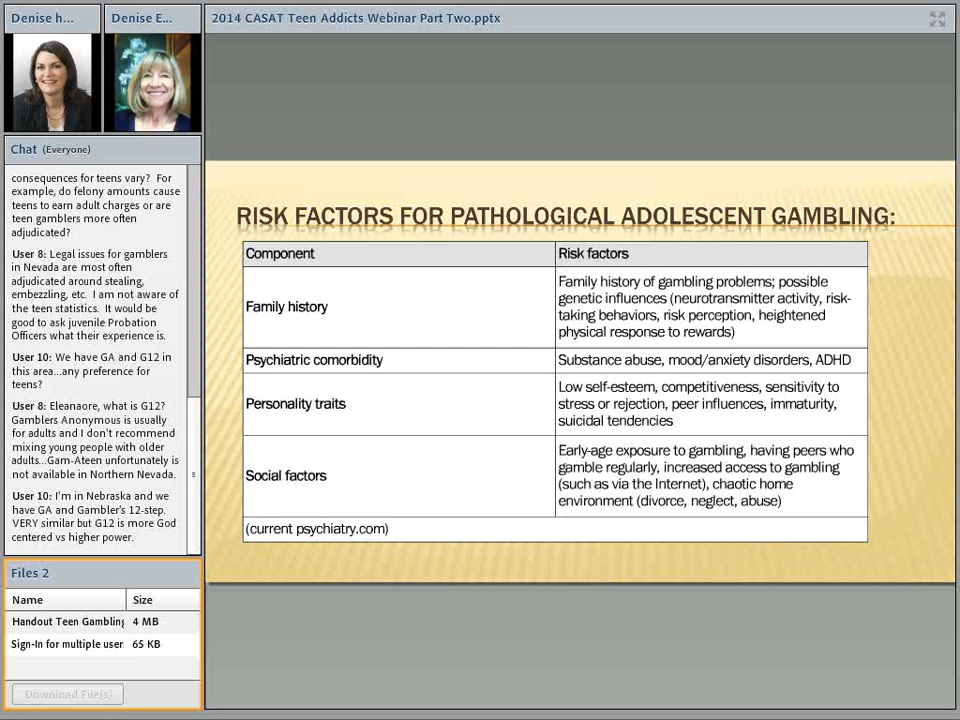 Denise h...
Denise E...
2014 CASAT Teen Addicts Webinar Part Two.pptx
Chat (Everyone)
consequences for teens vary? For
example, do felony amounts cause
teens to earn adult charges or are
teen gamblers more often
adjudicated?
User 8: Legal issues for gamblers
in Nevada are most often
adjudicated around stealing,
embezzling, etc. I am not aware of
the teen statistics. It would be
good to ask juvenile Probation
Officers what their experience is.
User 10: We have GA and G12 in
this area...any preference for
teens?
User 8: Eleanaore, what is G12?
Gamblers Anonymous is usually
for adults and I don't recommend
mixing young people with older
adults...Gam-Ateen unfortunately is
not available in Northern Nevada.
User 10: I'm in Nebraska and we
have GA and Gambler's 12-step.
VERY similar but G12 is more God
centered vs higher power.
Files 2
Name Size
Handout Teen Gambling 4 MB
Sign-In for multiple user 65 KB
Download File(s)
RISK FACTORS FOR PATHOLOGICAL ADOLESCENT GAMBLING:
Component Risk factors
Family history
Family history of gambling problems; possible
genetic influences (neurotransmitter activity, risk-
taking behaviors, risk perception, heightened
physical response to rewards)
Psychiatric comorbidity Substance abuse, mood/anxiety disorders, ADHD
Personality traits
Low self-esteem, competitiveness, sensitivity to
stress or rejection, peer influences, immaturity,
suicidal tendencies
Social factors
Early-age exposure to gambling, having peers who
gamble regularly, increased access to gambling
(such as via the Internet), chaotic home
environment (divorce, neglect, abuse)
(current psychiatry.com)